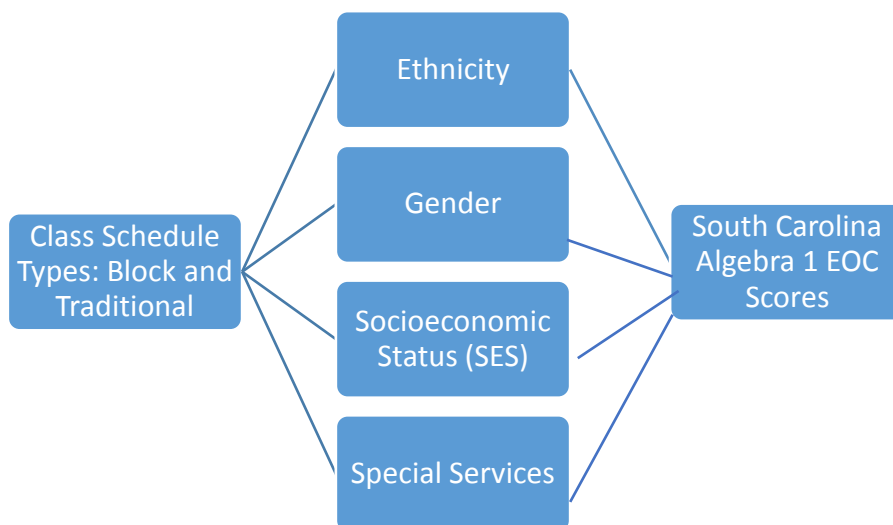 Class Schedule
Types: Block and
Traditional
Ethnicity
Gender
Socioeconomic
Status (SES)
Special Services
South Carolina
Algebra 1 EOC
Scores